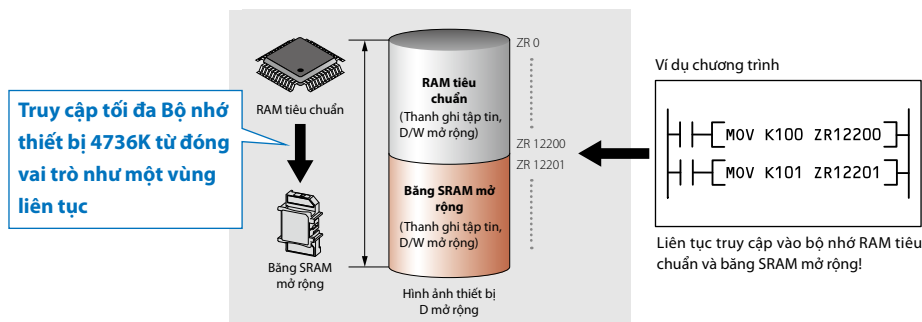 Truy cập tối đa Bộ nhớ
thiết bị 4736K từ đóng
vai trò như một vùng
liên tục
RAM tiêu chuẩn
Băng SRAM
mở rộng
RAM tiêu
chuẩn
(Thanh ghi tập tin,
D/W mở rộng)
Băng SRAM mở
rộng
(Thanh ghi tập tin,
D/W mở rộng)
Hình ảnh thiết bị
D mở rộng
ZR 0
ZR 12200
ZR 12201
Ví dụ chương trình
MOV K100 ZR12200
MOV K101 ZR12201
Liên tục truy cập vào bộ nhớ RAM tiêu
chuẩn và băng SRAM mở rộng!